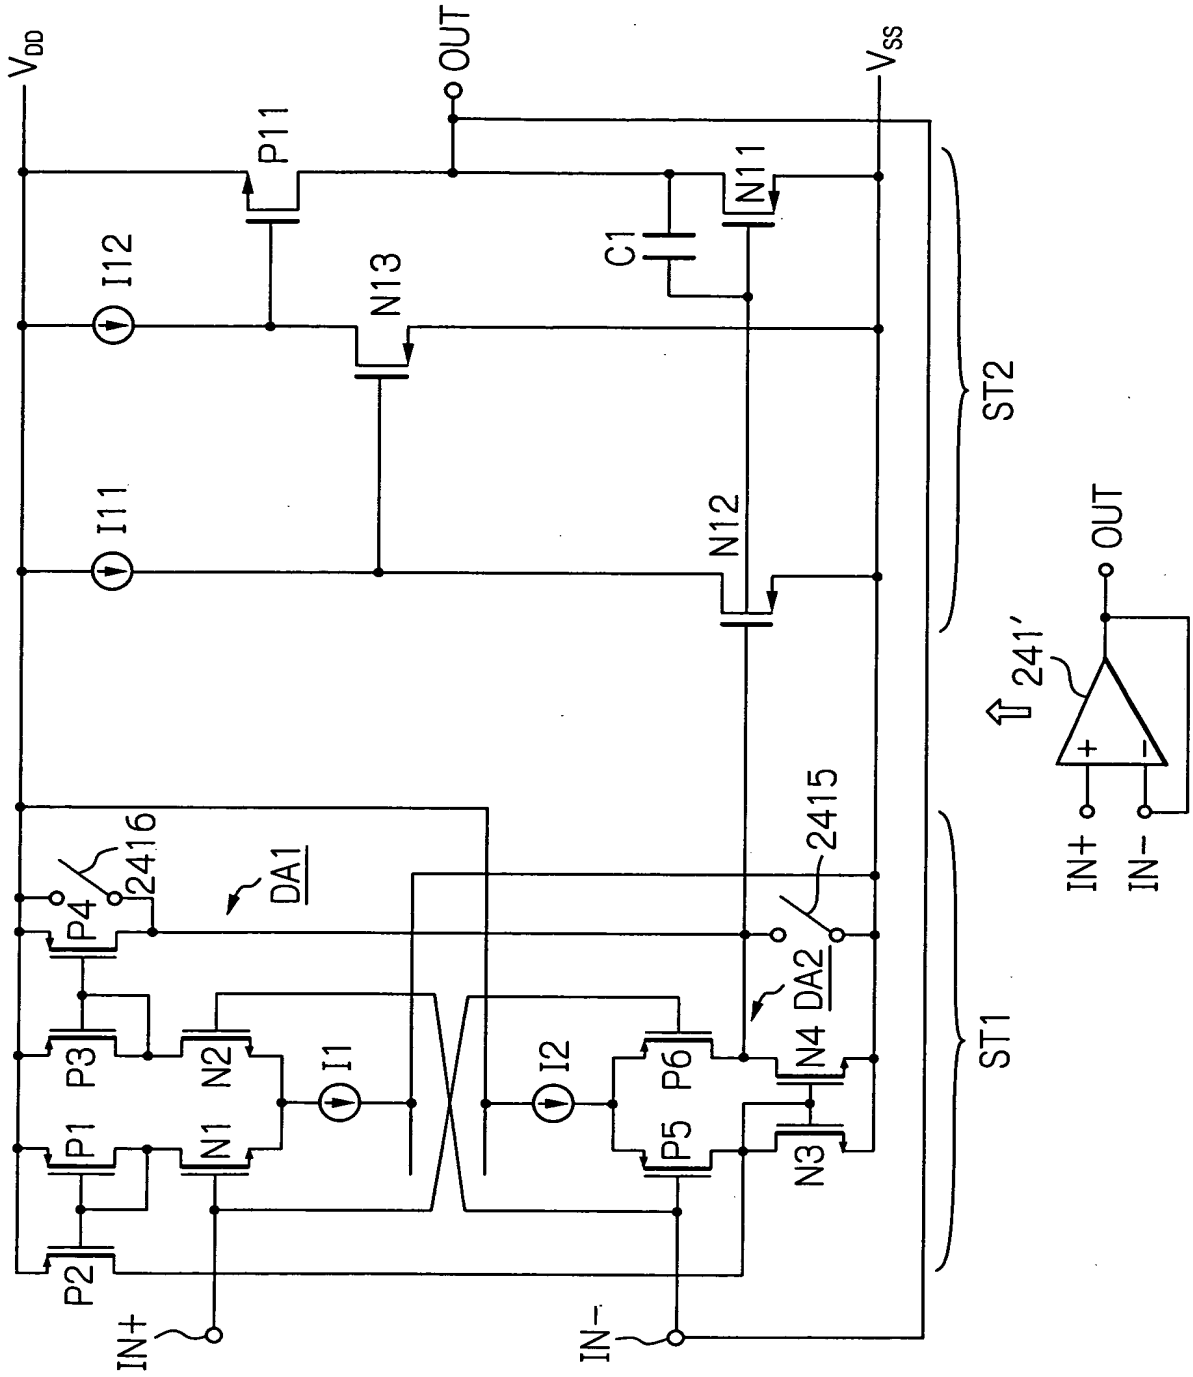 V_DD
I11
I12
P11
OUT
N13
C1
N11
N12
V_SS
ST2
P2
P1
P3
P4
2416
DA1
N1
N2
I1
I2
P5
P6
DA2
2415
N3
N4
IN+
IN-
ST1
IN+
IN-
+
-
241′
OUT